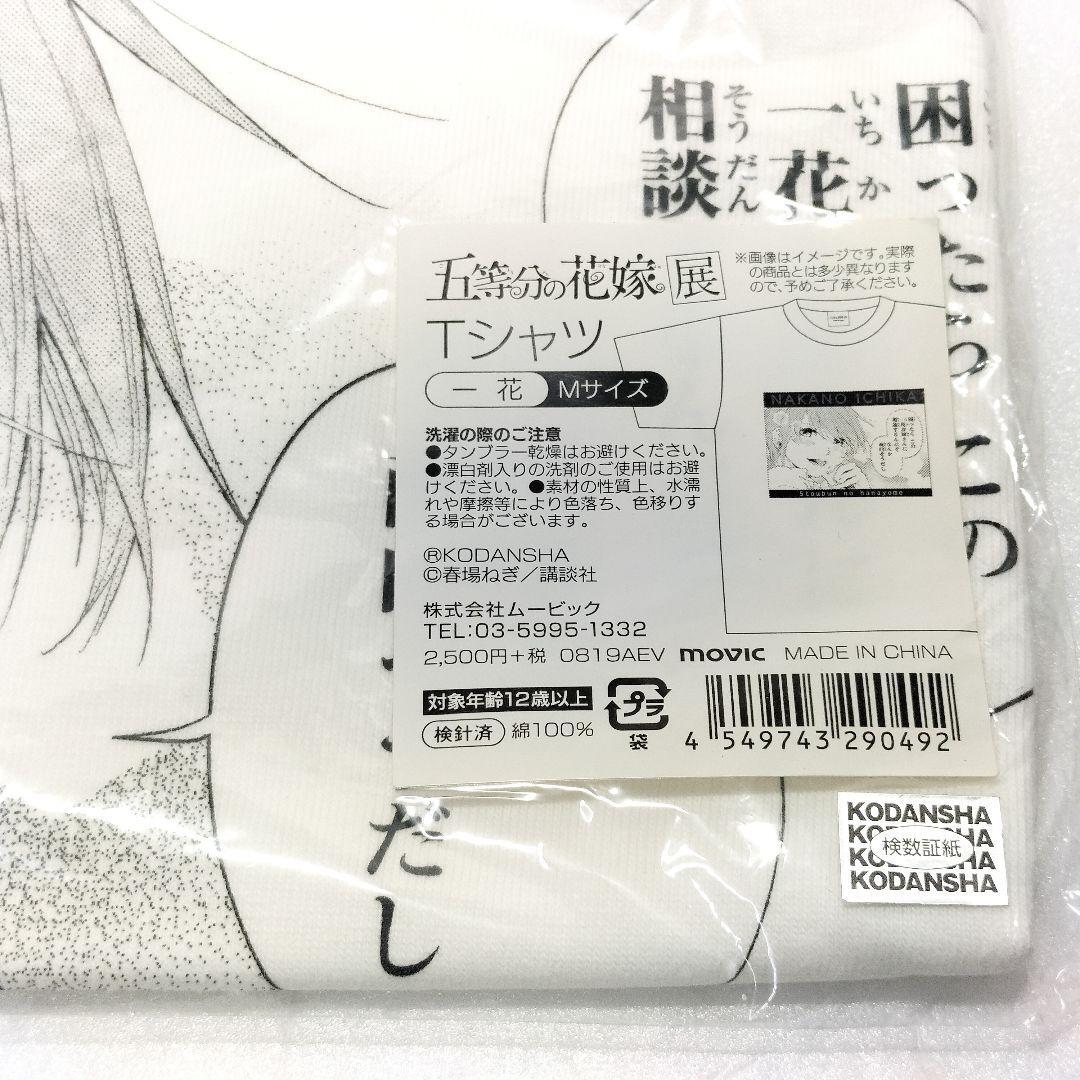 困ったらこの
いちか
一花
そうだん
相談
だし
五等分の花嫁 展
Tシャツ
一花 Mサイズ
※画像はイメージです。実際
の商品とは多少異なります
ので、予めご了承ください。
NAKANO ICHIKA
5toubun no hanayome
洗濯の際のご注意
●タンブラー乾燥はお避けください。
●漂白剤入りの洗剤のご使用はお避
けください。●素材の性質上、水濡
れや摩擦等により色落ち、色移りす
る場合がございます。
ⓇKODANSHA
©春場ねぎ／講談社
株式会社ムービック
TEL:03-5995-1332
2,500円+税 0819AEV movic MADE IN CHINA
対象年齢12歳以上
検針済 綿100%
プラ
袋
4 549743 290492
KODANSHA
KODANSHA
検数証紙
KODANSHA
KODANSHA